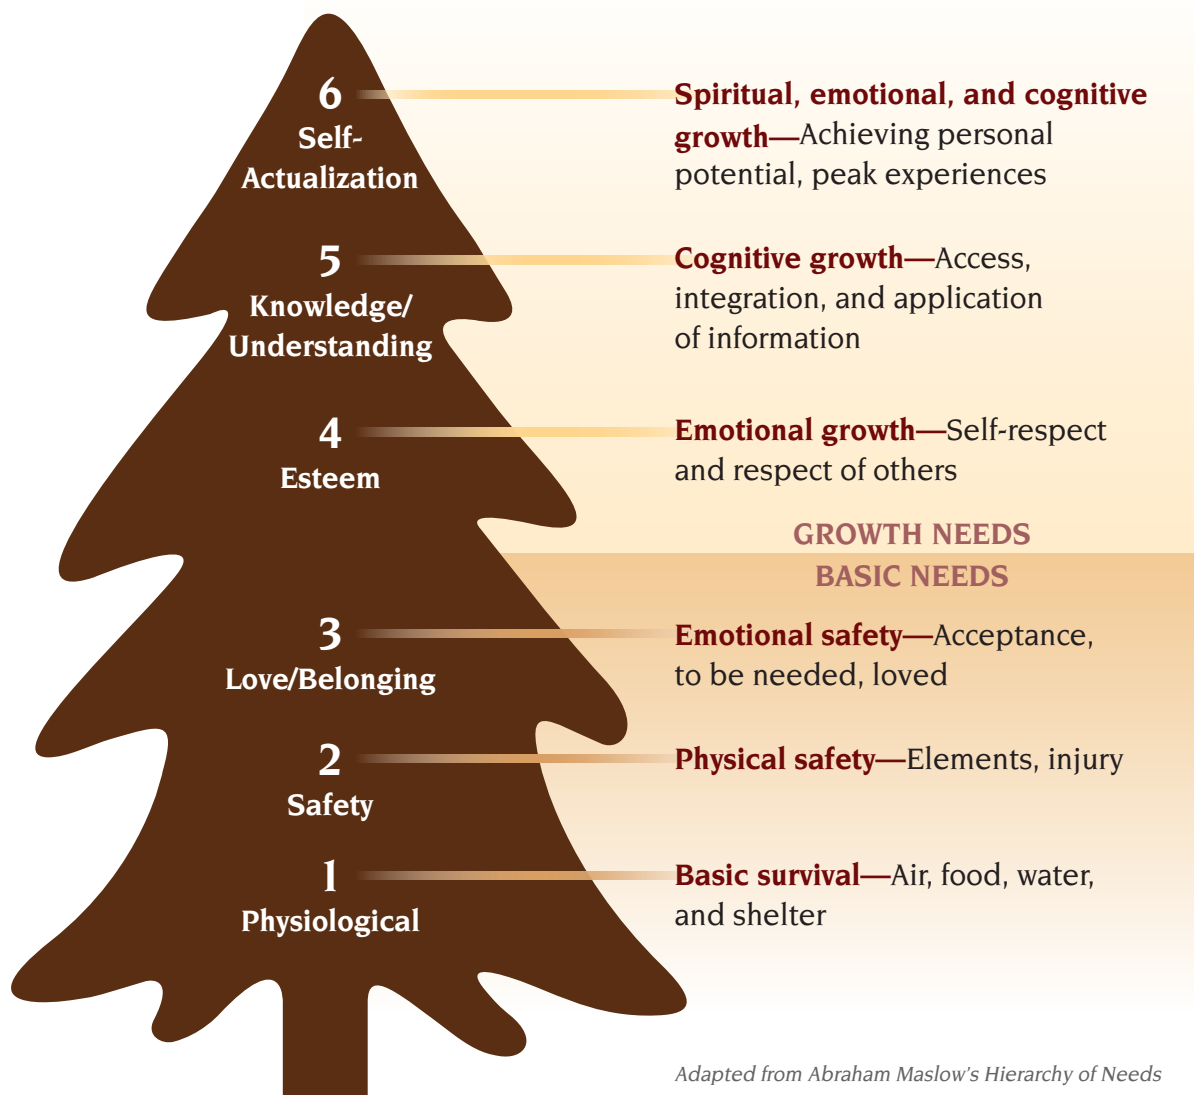 6
Self-
Actualization
Spiritual, emotional, and cognitive
growth—Achieving personal
potential, peak experiences
5
Knowledge/
Understanding
Cognitive growth—Access,
integration, and application
of information
4
Esteem
Emotional growth—Self-respect
and respect of others
GROWTH NEEDS
BASIC NEEDS
3
Love/Belonging
Emotional safety—Acceptance,
to be needed, loved
2
Safety
Physical safety—Elements, injury
1
Physiological
Basic survival—Air, food, water,
and shelter
Adapted from Abraham Maslow's Hierarchy of Needs